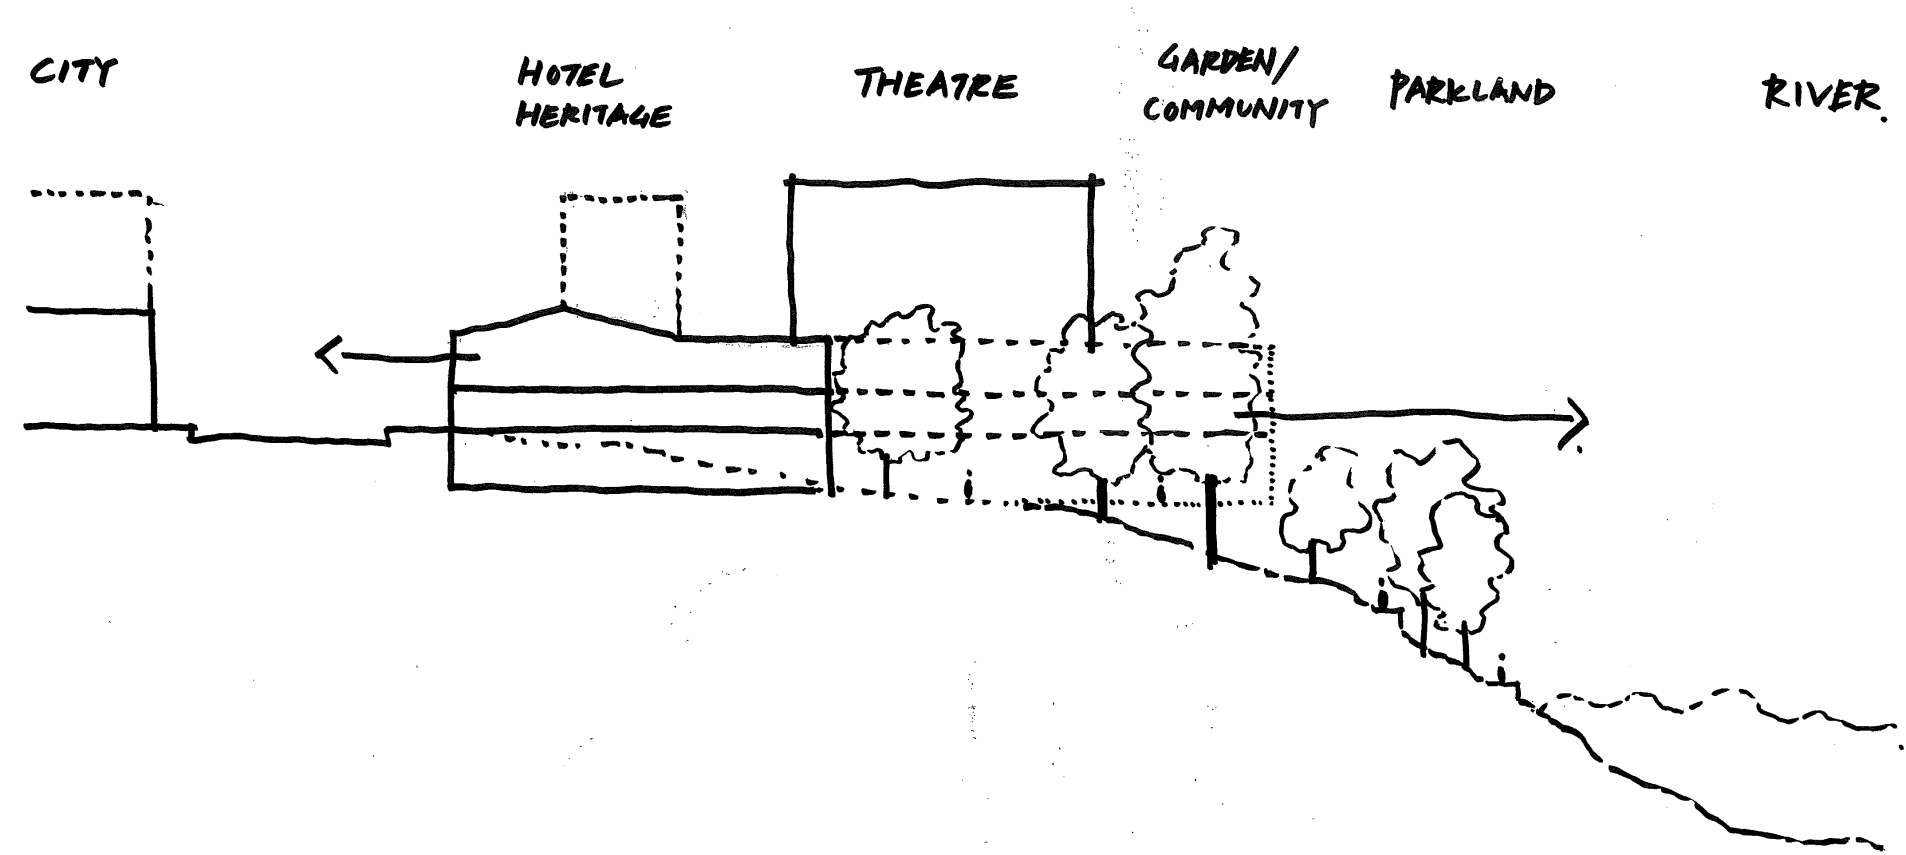 CITY
HOTEL
HERITAGE
THEATRE
GARDEN/
COMMUNITY
PARKLAND
RIVER.